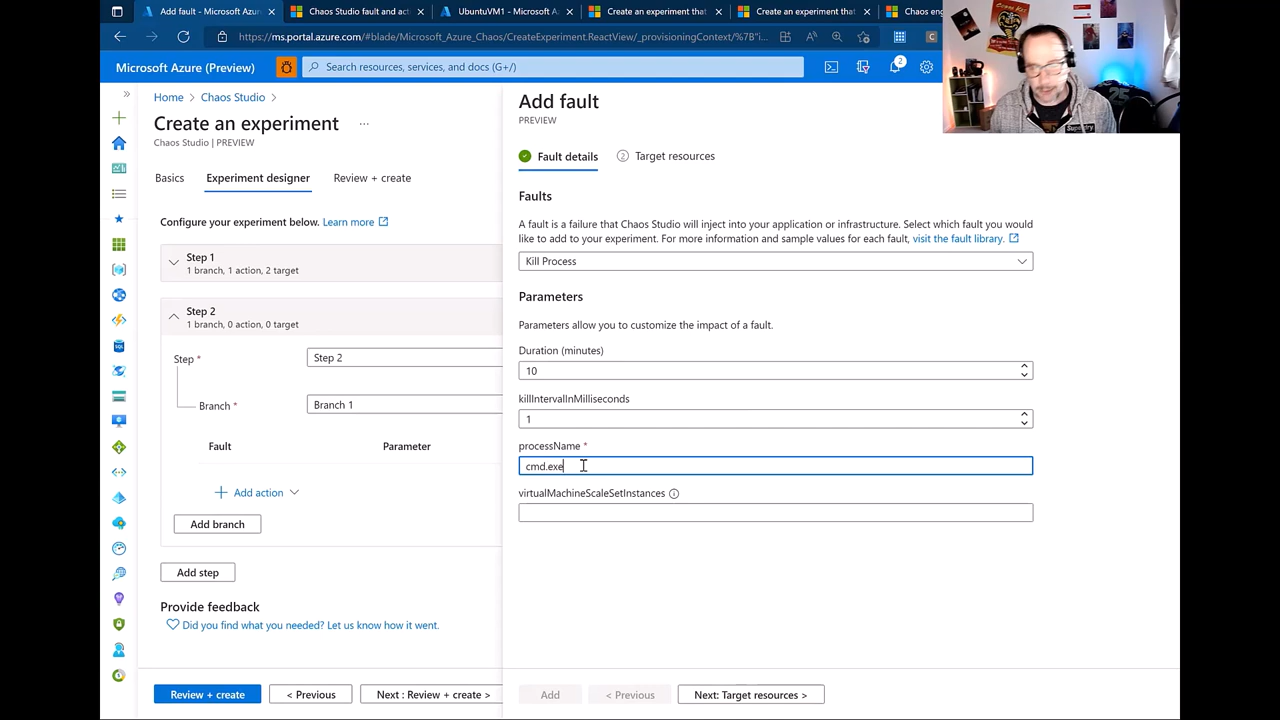 Add fault - Microsoft Azure (Preview)
Chaos Studio fault and act
UbuntuVM1 - Microsoft A
Create an experiment that
Create an experiment that
Chaos eng
https://ms.portal.azure.com/#blade/Microsoft_Azure_Chaos/CreateExperiment.ReactView/_provisioningContext/%7B"i...
Microsoft Azure (Preview)
Search resources, services, and docs (G+/)
2
Home > Chaos Studio >
Create an experiment
...
Chaos Studio | PREVIEW
Basics
Experiment designer
Review + create
Configure your experiment below. Learn more
Step 1
1 branch, 1 action, 2 target
Step 2
1 branch, 0 action, 0 target
Step *
Step 2
Branch *
Branch 1
Fault
Parameter
Add action
Add branch
Add step
Provide feedback
Did you find what you needed? Let us know how it went.
Review + create
< Previous
Next : Review + create >
Add fault
PREVIEW
Fault details
2 Target resources
Faults
A fault is a failure that Chaos Studio will inject into your application or infrastructure. Select which fault you would
like to add to your experiment. For more information and sample values for each fault, visit the fault library.
Kill Process
Parameters
Parameters allow you to customize the impact of a fault.
Duration (minutes)
10
killIntervalInMilliseconds
1
processName *
cmd.exe
virtualMachineScaleSetInstances
Add
< Previous
Next: Target resources >
25
Superdry